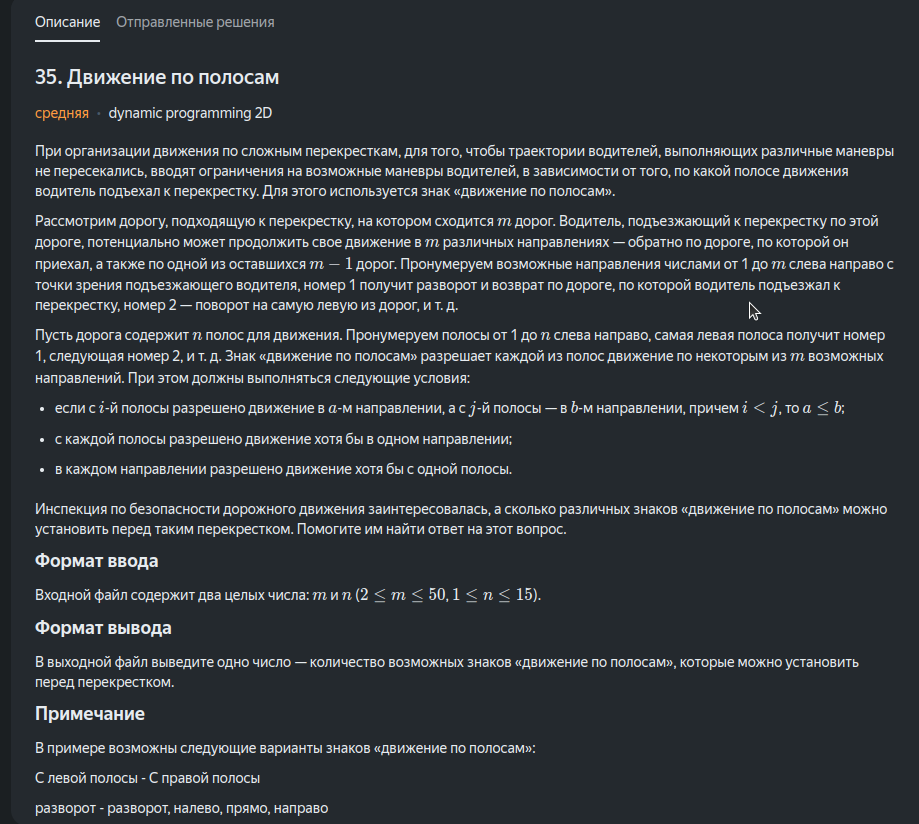 Описание Отправленные решения
35. Движение по полосам
средняя · dynamic programming 2D
При организации движения по сложным перекресткам, для того, чтобы траектории водителей, выполняющих различные маневры
не пересекались, вводят ограничения на возможные маневры водителей, в зависимости от того, по какой полосе движения
водитель подъехал к перекрестку. Для этого используется знак «движение по полосам».
Рассмотрим дорогу, подходящую к перекрестку, на котором сходится m дорог. Водитель, подъезжающий к перекрестку по этой
дороге, потенциально может продолжить свое движение в m различных направлениях — обратно по дороге, по которой он
приехал, а также по одной из оставшихся m − 1 дорог. Пронумеруем возможные направления числами от 1 до m слева направо с
точки зрения подъезжающего водителя, номер 1 получит разворот и возврат по дороге, по которой водитель подъезжал к
перекрестку, номер 2 — поворот на самую левую из дорог, и т. д.
Пусть дорога содержит n полос для движения. Пронумеруем полосы от 1 до n слева направо, самая левая полоса получит номер
1, следующая номер 2, и т. д. Знак «движение по полосам» разрешает каждой из полос движение по некоторым из m возможных
направлений. При этом должны выполняться следующие условия:
• если с i-й полосы разрешено движение в a-м направлении, а с j-й полосы — в b-м направлении, причем i < j, то a ≤ b;
• с каждой полосы разрешено движение хотя бы в одном направлении;
• в каждом направлении разрешено движение хотя бы с одной полосы.
Инспекция по безопасности дорожного движения заинтересовалась, а сколько различных знаков «движение по полосам» можно
установить перед таким перекрестком. Помогите им найти ответ на этот вопрос.
Формат ввода
Входной файл содержит два целых числа: m и n (2 ≤ m ≤ 50, 1 ≤ n ≤ 15).
Формат вывода
В выходной файл выведите одно число — количество возможных знаков «движение по полосам», которые можно установить
перед перекрестком.
Примечание
В примере возможны следующие варианты знаков «движение по полосам»:
С левой полосы - С правой полосы
разворот - разворот, налево, прямо, направо